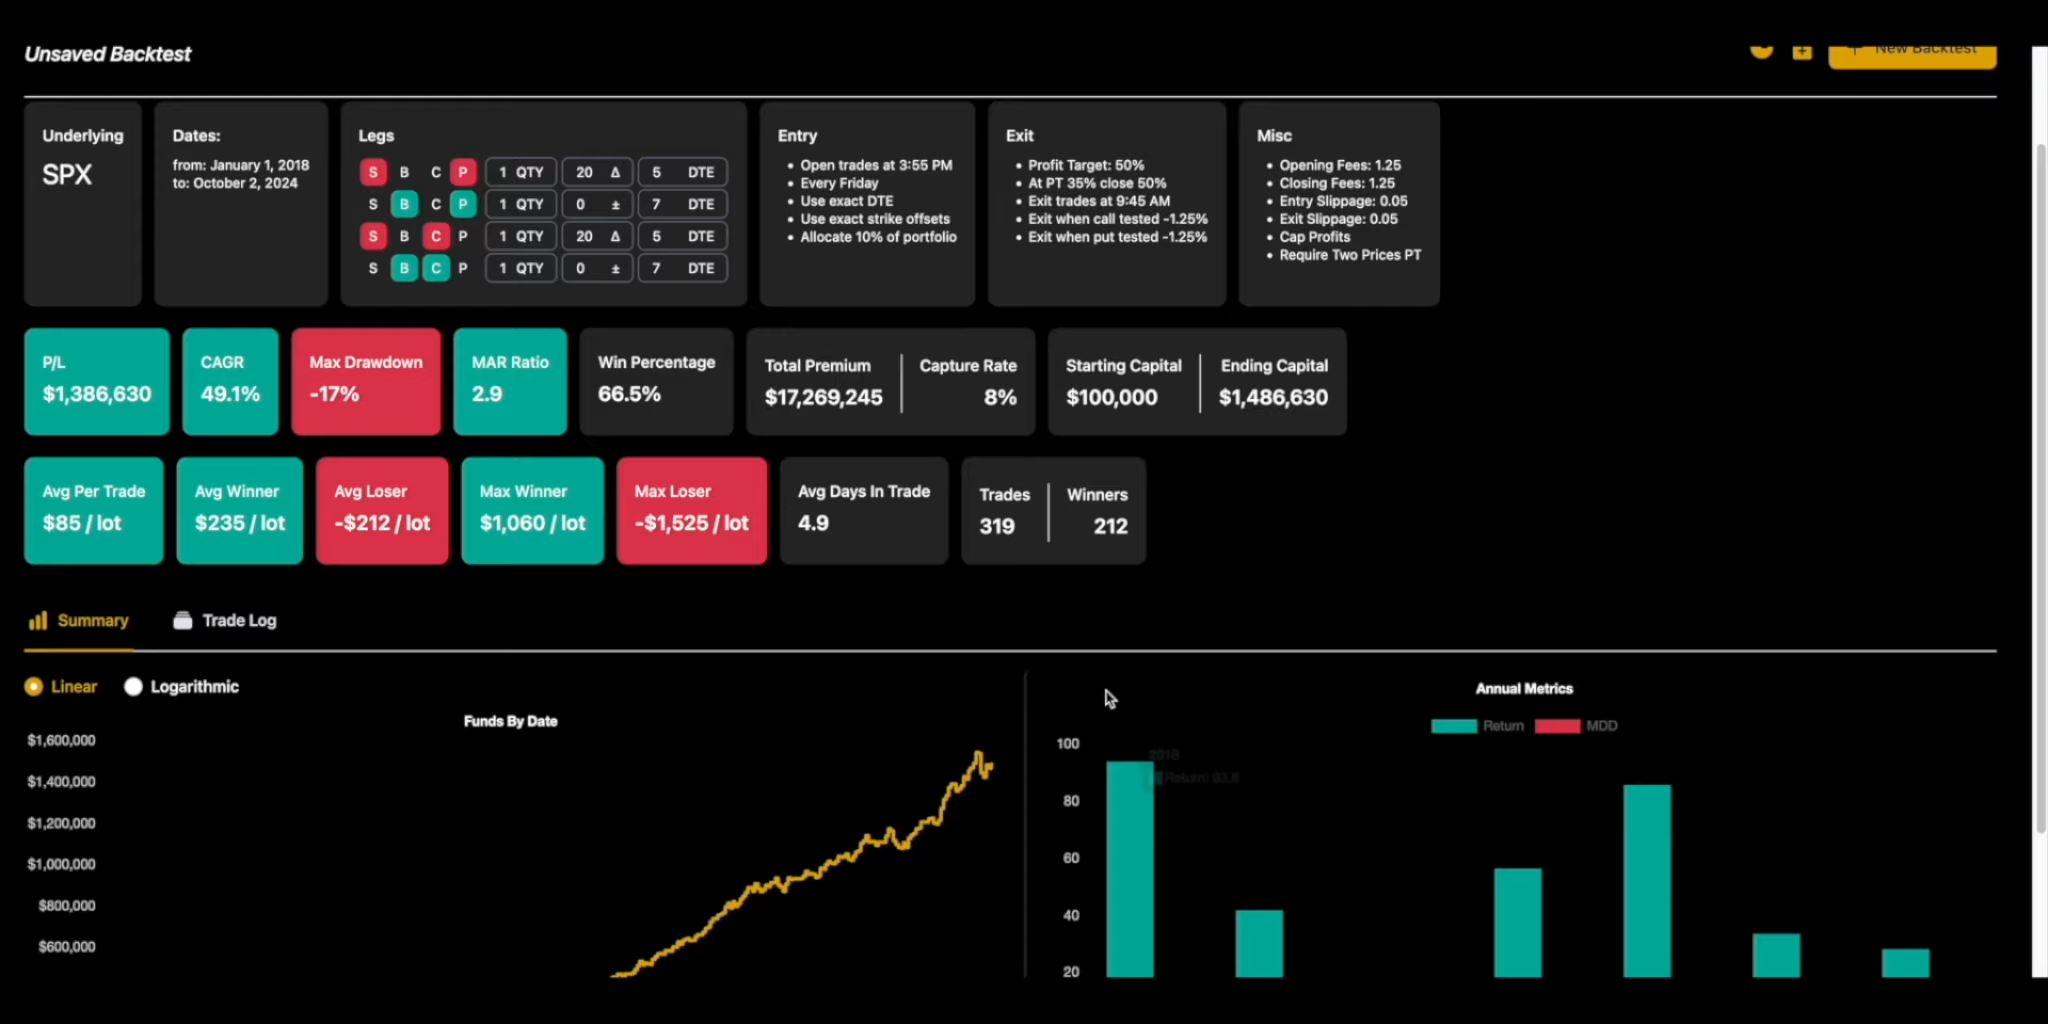 Unsaved Backtest
New Backtest
Underlying
SPX
Dates:
from: January 1, 2018
to: October 2, 2024
Legs
S B C P 1 QTY 20 Δ 5 DTE
S B C P 1 QTY 0 ± 7 DTE
S B C P 1 QTY 20 Δ 5 DTE
S B C P 1 QTY 0 ± 7 DTE
Entry
• Open trades at 3:55 PM
• Every Friday
• Use exact DTE
• Use exact strike offsets
• Allocate 10% of portfolio
Exit
• Profit Target: 50%
• At PT 35% close 50%
• Exit trades at 9:45 AM
• Exit when call tested -1.25%
• Exit when put tested -1.25%
Misc
• Opening Fees: 1.25
• Closing Fees: 1.25
• Entry Slippage: 0.05
• Exit Slippage: 0.05
• Cap Profits
• Require Two Prices PT
P/L
$1,386,630
CAGR
49.1%
Max Drawdown
-17%
MAR Ratio
2.9
Win Percentage
66.5%
Total Premium
$17,269,245
Capture Rate
8%
Starting Capital
$100,000
Ending Capital
$1,486,630
Avg Per Trade
$85 / lot
Avg Winner
$235 / lot
Avg Loser
-$212 / lot
Max Winner
$1,060 / lot
Max Loser
-$1,525 / lot
Avg Days In Trade
4.9
Trades
319
Winners
212
Summary
Trade Log
Linear
Logarithmic
Funds By Date
$1,600,000
$1,400,000
$1,200,000
$1,000,000
$800,000
$600,000
Annual Metrics
Return MDD
100
80
60
40
20
2018
Return: 93.8